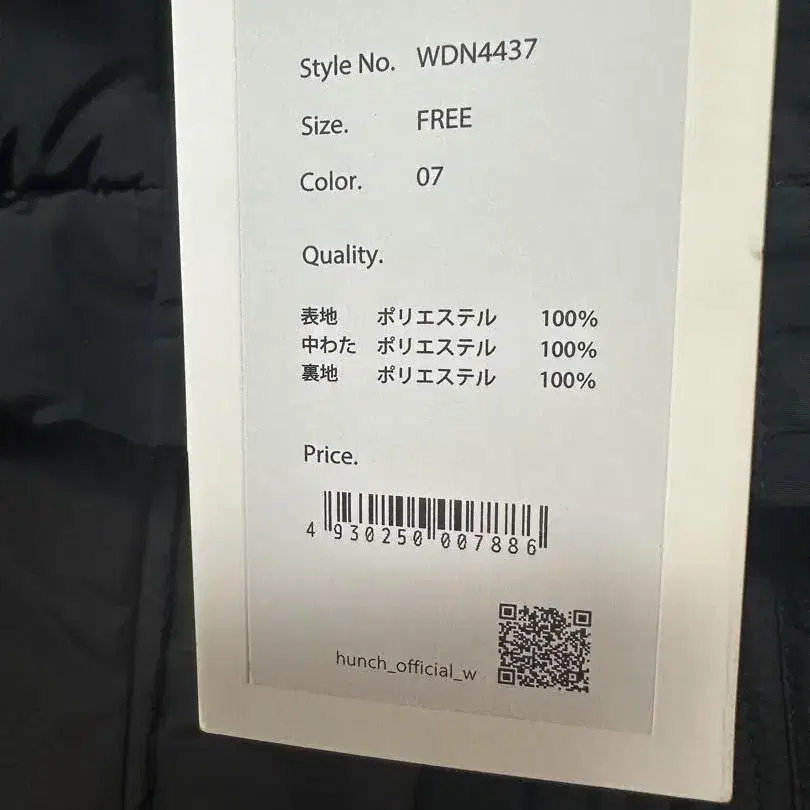 Style No. WDN4437
Size. FREE
Color. 07
Quality.
表地 ポリエステル 100%
中わた ポリエステル 100%
裏地 ポリエステル 100%
Price.
4 930250 007886
hunch_official_w